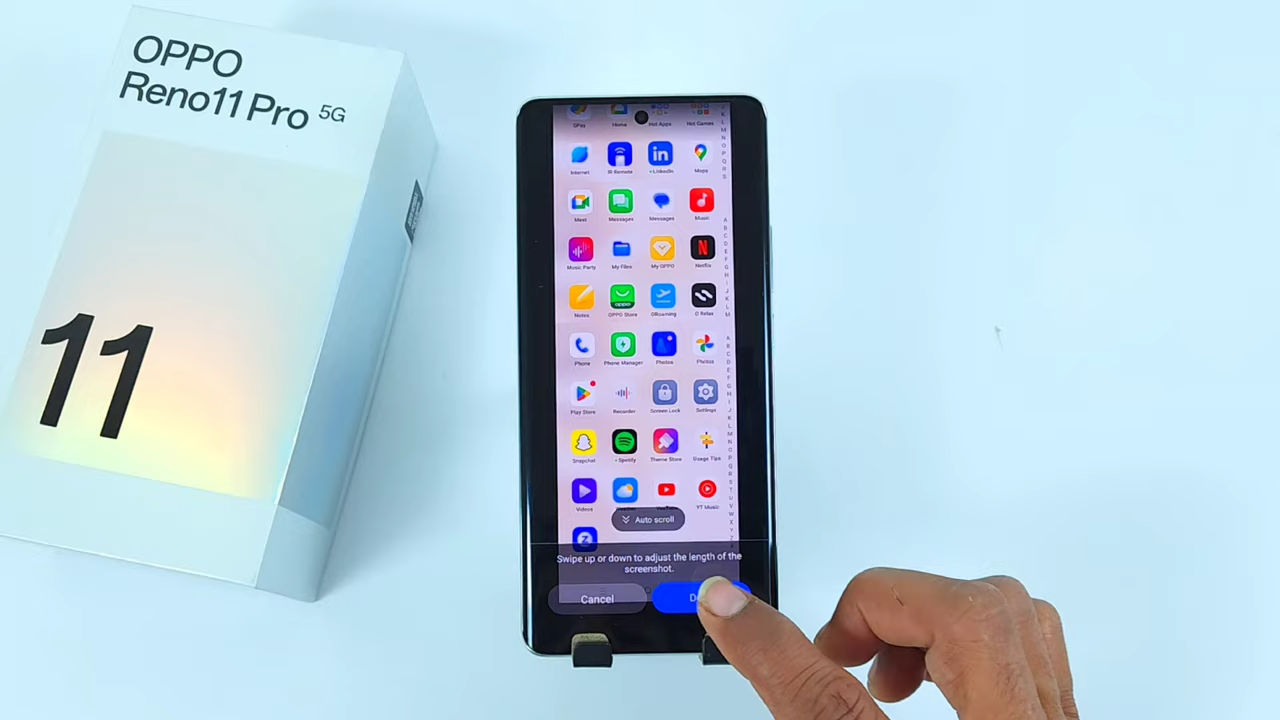 OPPO
Reno11 Pro 5G
11
GPay Home Hot Apps Hot Games
Internet IR Remote LinkedIn Maps
Meet Messages Messages Music
Music Party My Files My OPPO Netflix
Notes OPPO Store ORoaming O Relax
Phone Phone Manager Photos Photos
Play Store Recorder Screen Lock Settings
Snapchat Spotify Theme Store Usage Tips
Videos YT Music
Auto scroll
Swipe up or down to adjust the length of the
screenshot.
Cancel